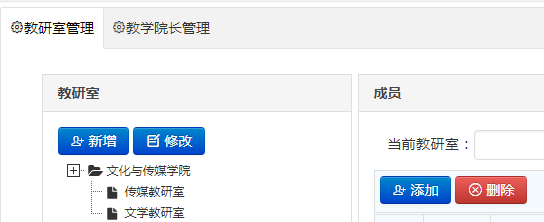 教研室管理 教学院长管理
教研室
新增 修改
文化与传媒学院
传媒教研室
文学教研室
成员
当前教研室：
添加 删除